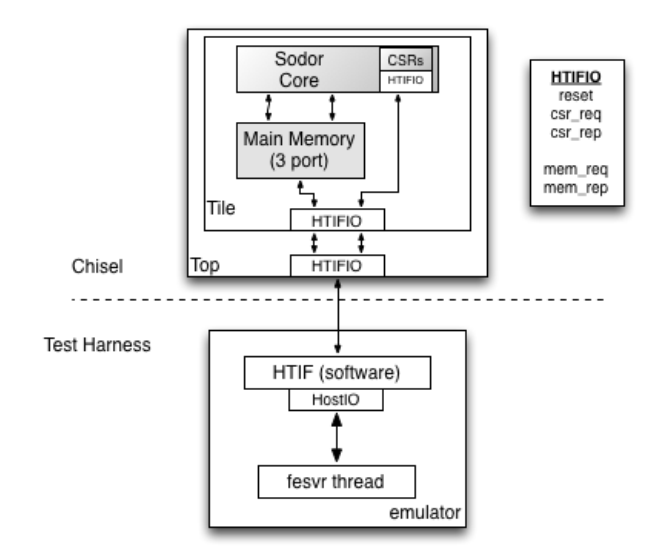 Sodor
Core
CSRs
HTIFIO
Main Memory
(3 port)
Tile
HTIFIO
Top
HTIFIO
Chisel
HTIFIO
reset
csr_req
csr_rep
mem_req
mem_rep
Test Harness
HTIF (software)
HostIO
fesvr thread
emulator